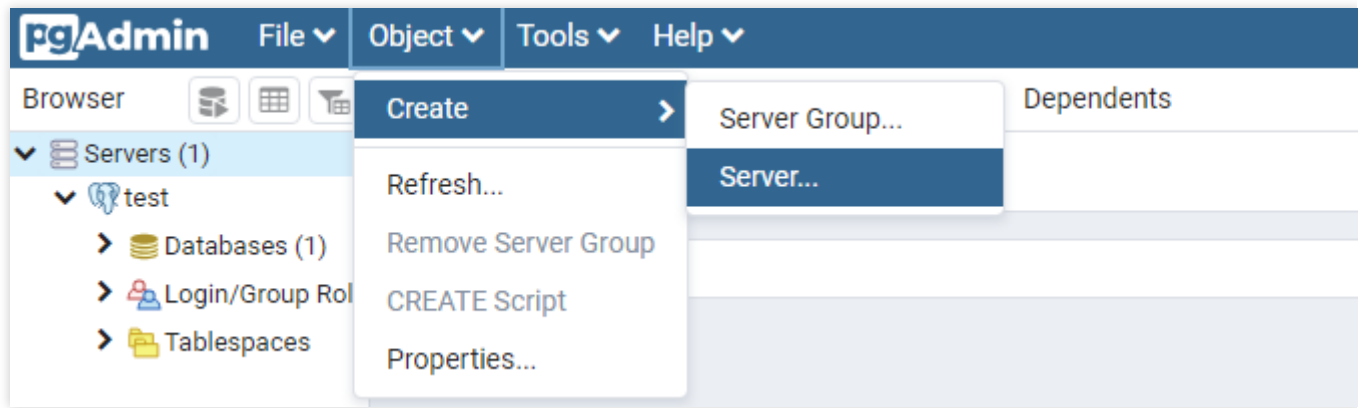 pgAdmin File Object Tools Help
Browser
Create
Server Group...
Dependents
Servers (1)
Server...
test
Refresh...
Databases (1)
Remove Server Group
Login/Group Rol
CREATE Script
Tablespaces
Properties...